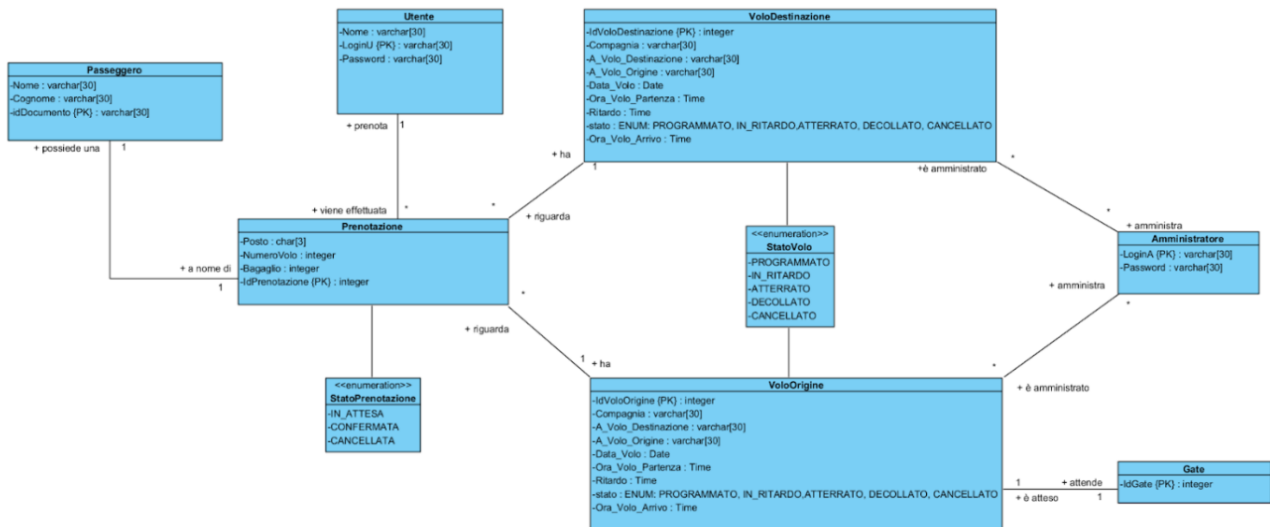 Utente
-Nome : varchar[30]
-LoginU {PK} : varchar[30]
-Password : varchar[30]
VoloDestinazione
-IdVoloDestinazione {PK} : integer
-Compagnia : varchar[30]
-A_Volo_Destinazione : varchar[30]
-A_Volo_Origine : varchar[30]
-Data_Volo : Date
-Ora_Volo_Partenza : Time
-Ritardo : Time
-stato : ENUM: PROGRAMMATO, IN_RITARDO,ATTERRATO, DECOLLATO, CANCELLATO
-Ora_Volo_Arrivo : Time
Passeggero
-Nome : varchar[30]
-Cognome : varchar[30]
-idDocumento {PK} : varchar[30]
+ possiede una
1
+ prenota
1
+ ha
1
+è amministrato
*
+ viene effettuata
*
*
+ riguarda
*
+ amministra
Prenotazione
-Posto : char[3]
-NumeroVolo : integer
-Bagaglio : integer
-IdPrenotazione {PK} : integer
+ a nome di
1
<<enumeration>>
StatoVolo
-PROGRAMMATO
-IN_RITARDO
-ATTERRATO
-DECOLLATO
-CANCELLATO
Amministratore
-LoginA {PK} : varchar[30]
-Password : varchar[30]
+ amministra
*
*
+ riguarda
1
+ ha
*
+ è amministrato
<<enumeration>>
StatoPrenotazione
-IN_ATTESA
-CONFERMATA
-CANCELLATA
VoloOrigine
-IdVoloOrigine {PK} : integer
-Compagnia : varchar[30]
-A_Volo_Destinazione : varchar[30]
-A_Volo_Origine : varchar[30]
-Data_Volo : Date
-Ora_Volo_Partenza : Time
-Ritardo : Time
-stato : ENUM: PROGRAMMATO, IN_RITARDO,ATTERRATO, DECOLLATO, CANCELLATO
-Ora_Volo_Arrivo : Time
1
+ attende
+ è atteso
1
Gate
-IdGate {PK} : integer